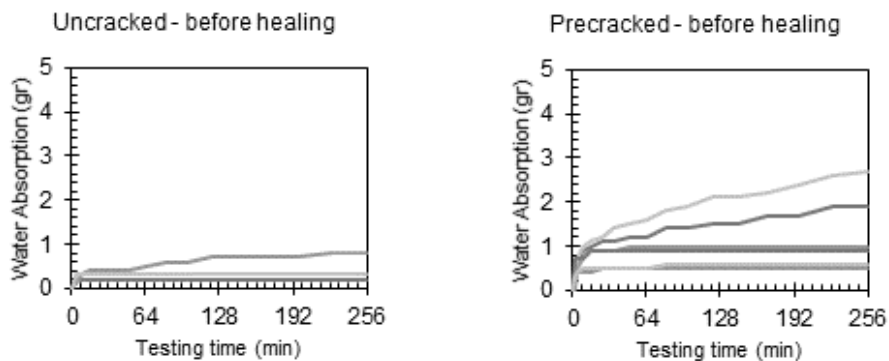 Uncracked - before healing
Water Absorption (gr)
5
4
3
2
1
0
0 64 128 192 256
Testing time (min)
Precracked - before healing
Water Absorption (gr)
5
4
3
2
1
0
0 64 128 192 256
Testing time (min)